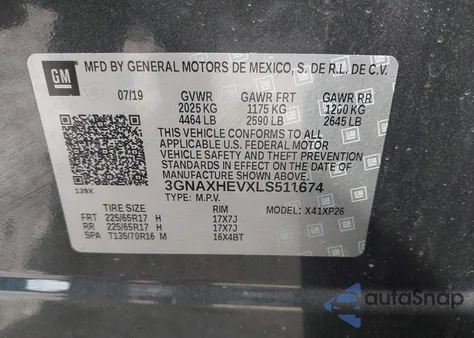 GM
MFD BY GENERAL MOTORS DE MEXICO, S. DE R.L. DE C.V.
07/19 GVWR GAWR FRT GAWR RR
2025 KG 1175 KG 1200 KG
4464 LB 2590 LB 2645 LB
THIS VEHICLE CONFORMS TO ALL
APPLICABLE U.S. FEDERAL MOTOR
VEHICLE SAFETY, BUMPER, AND THEFT
PREVENTION STANDARDS IN EFFECT ON
THE DATE OF MANUFACTURE SHOWN ABOVE.
3GNAXHEVXLS511674
TYPE: M.P.V. MODEL: X41XP26
TIRE SIZE RIM
FRT 225/65R17 H 17X7J
RR 225/65R17 H 17X7J
SPA T135/70R16 M 16X4BT
autoSnap